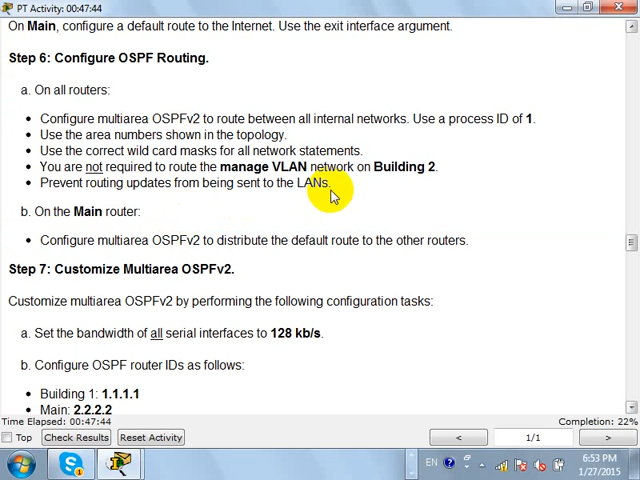 PT Activity: 00:47:44
On Main, configure a default route to the Internet. Use the exit interface argument.
Step 6: Configure OSPF Routing.
a. On all routers:
• Configure multiarea OSPFv2 to route between all internal networks. Use a process ID of 1.
• Use the area numbers shown in the topology.
• Use the correct wild card masks for all network statements.
• You are not required to route the manage VLAN network on Building 2.
• Prevent routing updates from being sent to the LANs.
b. On the Main router:
• Configure multiarea OSPFv2 to distribute the default route to the other routers.
Step 7: Customize Multiarea OSPFv2.
Customize multiarea OSPFv2 by performing the following configuration tasks:
a. Set the bandwidth of all serial interfaces to 128 kb/s.
b. Configure OSPF router IDs as follows:
• Building 1: 1.1.1.1
• Main: 2.2.2.2
Time Elapsed: 00:47:44 Completion: 22%
Top Check Results Reset Activity < 1/1 >
EN 6:53 PM
1/27/2015